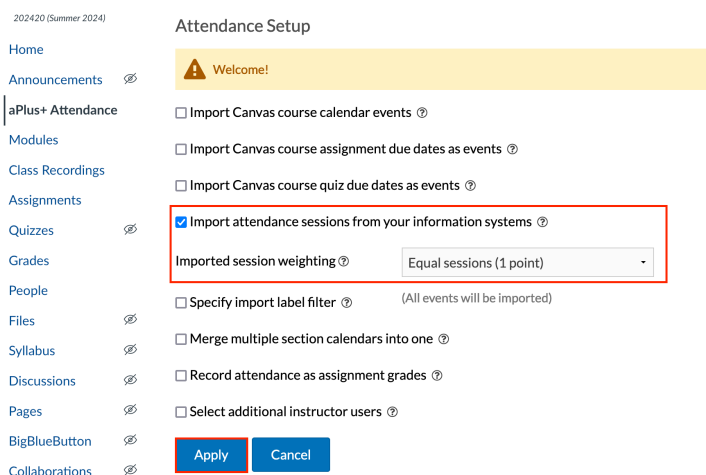 202420 (Summer 2024)
Home
Announcements
aPlus+ Attendance
Modules
Class Recordings
Assignments
Quizzes
Grades
People
Files
Syllabus
Discussions
Pages
BigBlueButton
Collaborations
Attendance Setup
Welcome!
Import Canvas course calendar events
Import Canvas course assignment due dates as events
Import Canvas course quiz due dates as events
Import attendance sessions from your information systems
Imported session weighting Equal sessions (1 point)
Specify import label filter (All events will be imported)
Merge multiple section calendars into one
Record attendance as assignment grades
Select additional instructor users
Apply Cancel